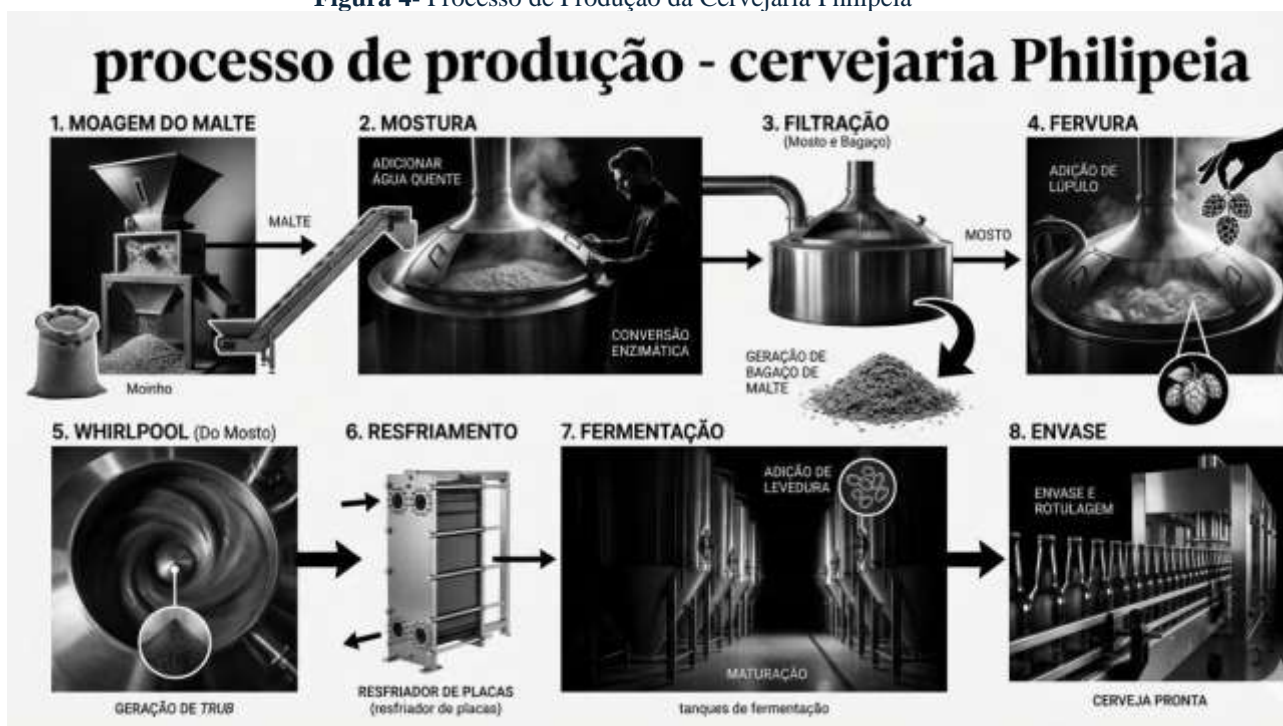 Figura 4- Processo de Produção da Cervejaria Philipeia
processo de produção - cervejaria Philipeia
1. MOAGEM DO MALTE
MALTE
Moinho
2. MOSTURA
ADICIONAR
ÁGUA QUENTE
CONVERSÃO
ENZIMÁTICA
3. FILTRAÇÃO
(Mosto e Bagaço)
MOSTO
GERAÇÃO DE
BAGAÇO DE
MALTE
4. FERVURA
ADIÇÃO DE
LÚPULO
5. WHIRLPOOL (Do Mosto)
GERAÇÃO DE TRUB
6. RESFRIAMENTO
RESFRIADOR DE PLACAS
(resfriador de placas)
7. FERMENTAÇÃO
ADIÇÃO DE
LEVEDURA
MATURAÇÃO
tanques de fermentação
8. ENVASE
ENVASE E
ROTULAGEM
CERVEJA PRONTA